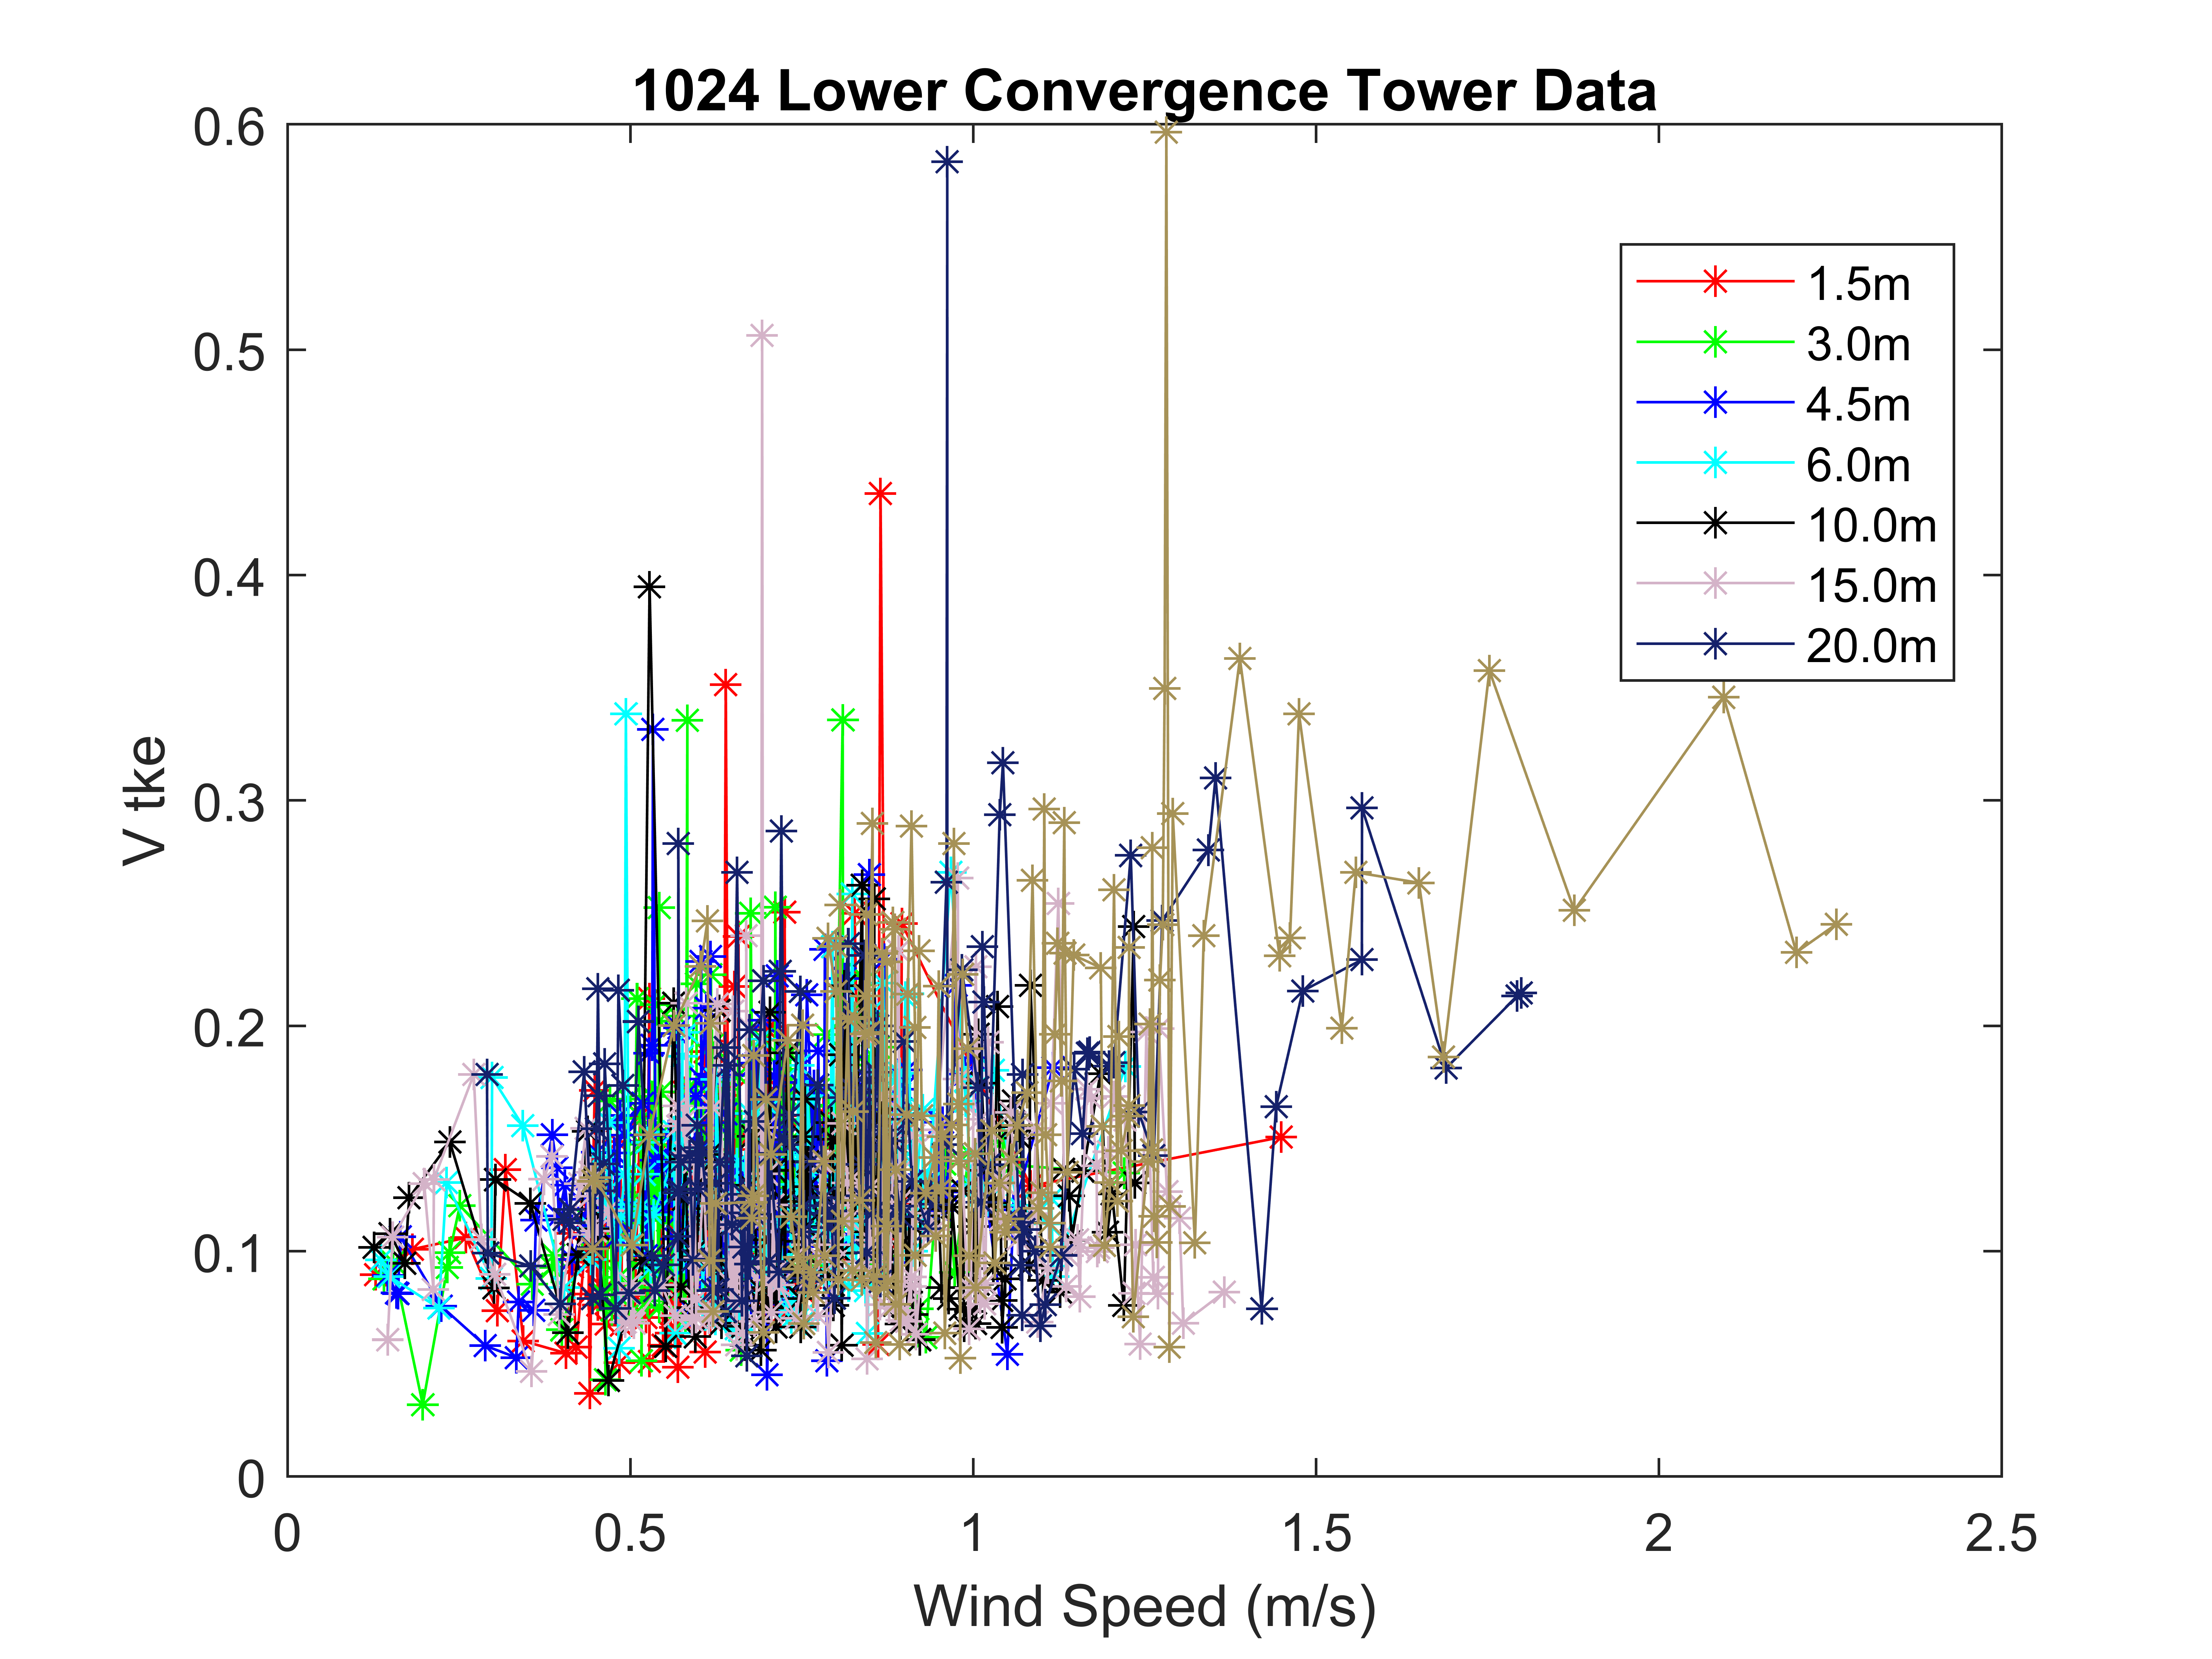 1024 Lower Convergence Tower Data
0.6
0.5
0.4
0.3
0.2
0.1
0
V tke
1.5m
3.0m
4.5m
6.0m
10.0m
15.0m
20.0m
0
0.5
1
1.5
2
2.5
Wind Speed (m/s)